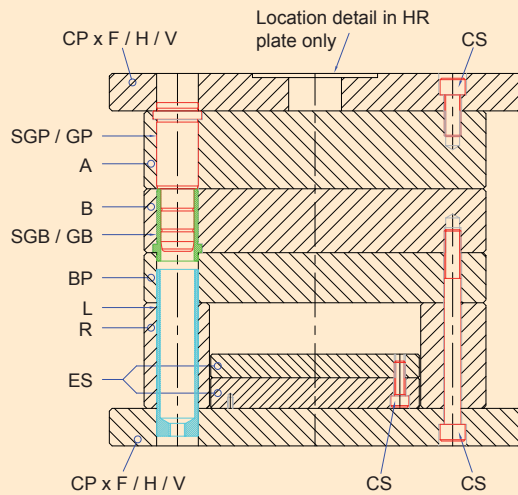 Location detail in HR
plate only
CP x F / H / V
CS
SGP / GP
A
B
SGB / GB
BP
L
R
ES
CP x F / H / V
CS
CS